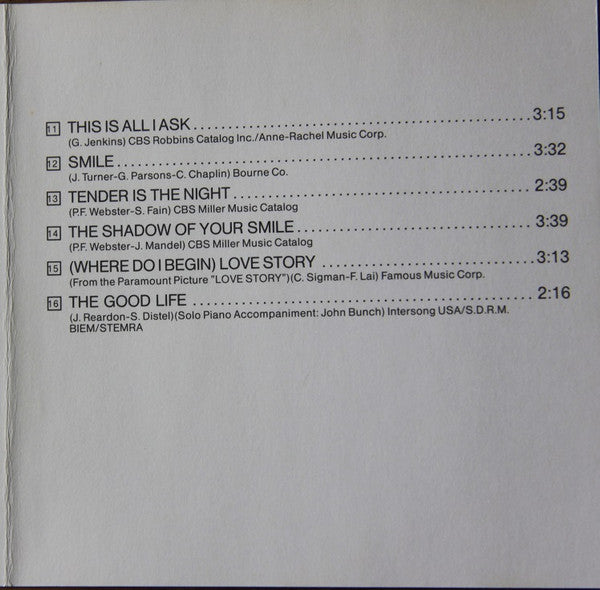 11 THIS IS ALL I ASK........................................3:15
(G. Jenkins) CBS Robbins Catalog Inc./Anne-Rachel Music Corp.
12 SMILE........................................3:32
(J. Turner-G. Parsons-C. Chaplin) Bourne Co.
13 TENDER IS THE NIGHT........................................2:39
(P.F. Webster-S. Fain) CBS Miller Music Catalog
14 THE SHADOW OF YOUR SMILE........................................3:39
(P.F. Webster-J. Mandel) CBS Miller Music Catalog
15 (WHERE DO I BEGIN) LOVE STORY........................................3:13
(From the Paramount Picture "LOVE STORY")(C. Sigman-F. Lai) Famous Music Corp.
16 THE GOOD LIFE........................................2:16
(J. Reardon-S. Distel)(Solo Piano Accompaniment: John Bunch) Intersong USA/S.D.R.M.
BIEM/STEMRA